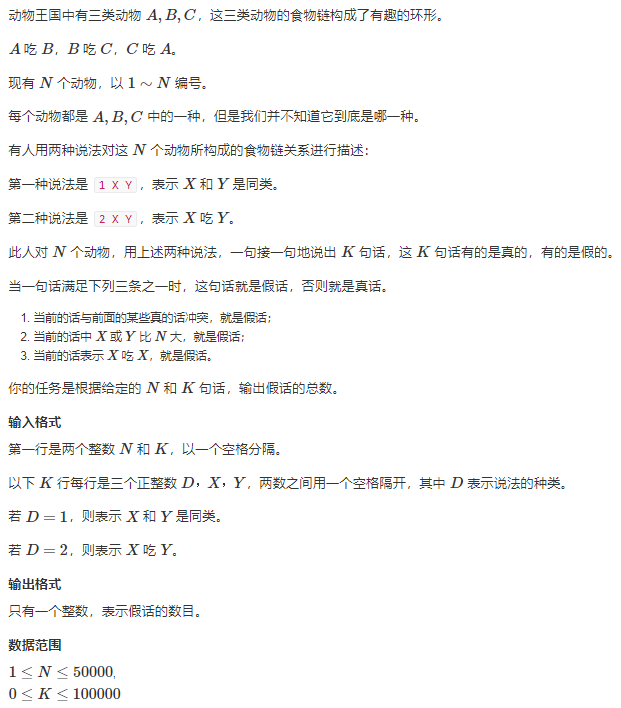 动物王国中有三类动物 A,B,C，这三类动物的食物链构成了有趣的环形。
A 吃 B，B 吃 C，C 吃 A。
现有 N 个动物，以 1∼N 编号。
每个动物都是 A,B,C 中的一种，但是我们并不知道它到底是哪一种。
有人用两种说法对这 N 个动物所构成的食物链关系进行描述：
第一种说法是 1 X Y，表示 X 和 Y 是同类。
第二种说法是 2 X Y，表示 X 吃 Y。
此人对 N 个动物，用上述两种说法，一句接一句地说出 K 句话，这 K 句话有的是真的，有的是假的。
当一句话满足下列三条之一时，这句话就是假话，否则就是真话。
1. 当前的话与前面的某些真的话冲突，就是假话；
2. 当前的话中 X 或 Y 比 N 大，就是假话；
3. 当前的话表示 X 吃 X，就是假话。
你的任务是根据给定的 N 和 K 句话，输出假话的总数。
输入格式
第一行是两个整数 N 和 K，以一个空格分隔。
以下 K 行每行是三个正整数 D，X，Y，两数之间用一个空格隔开，其中 D 表示说法的种类。
若 D=1，则表示 X 和 Y 是同类。
若 D=2，则表示 X 吃 Y。
输出格式
只有一个整数，表示假话的数目。
数据范围
1≤N≤50000,
0≤K≤100000